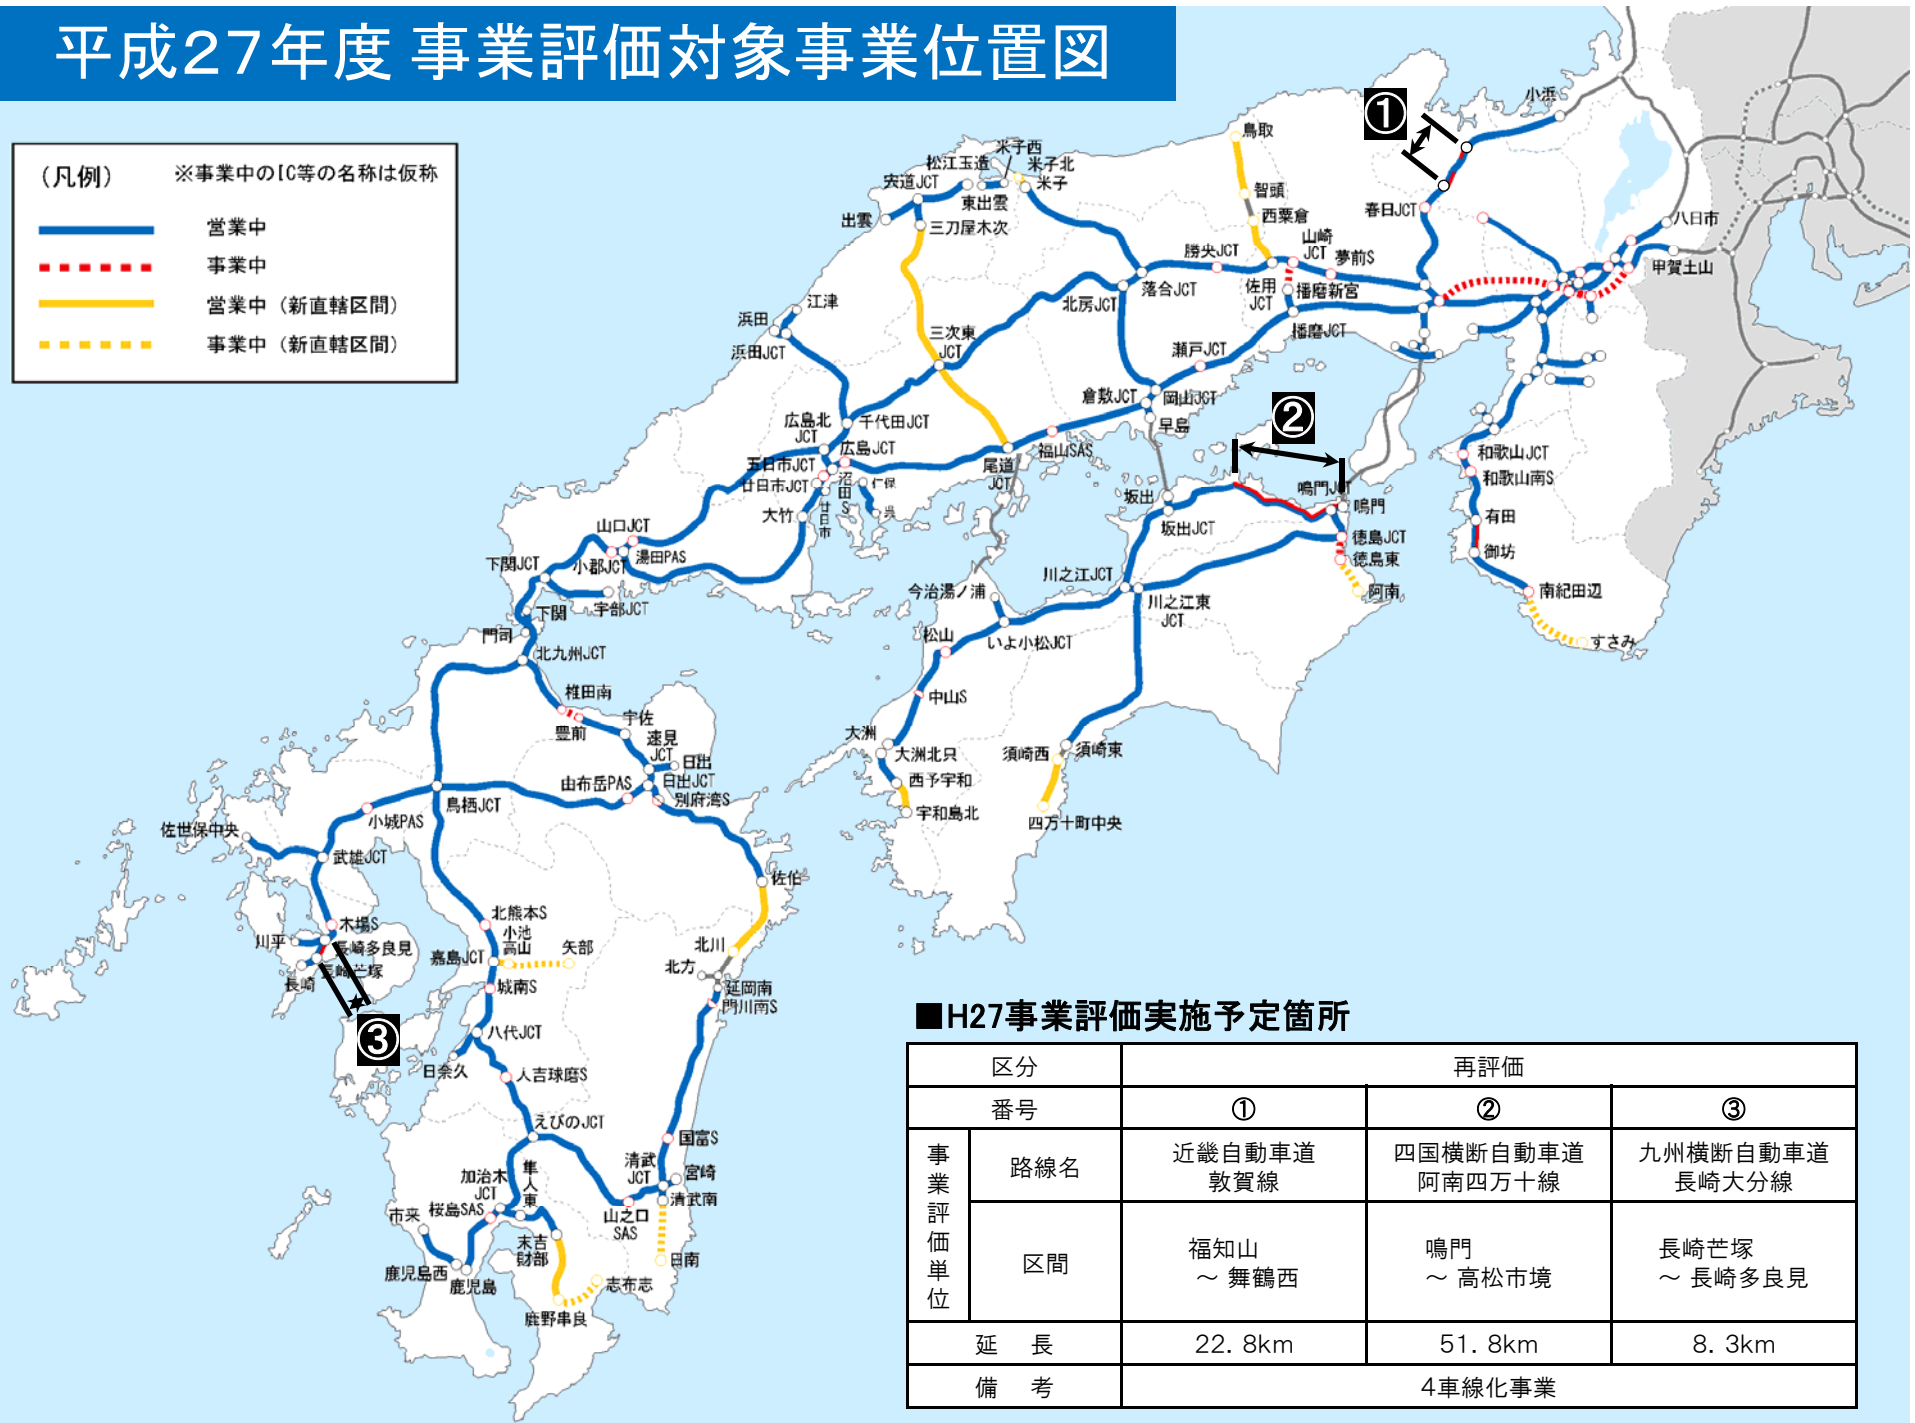 平成27年度 事業評価対象事業位置図
(凡例) ※事業中のIC等の名称は仮称
営業中
事業中
営業中（新直轄区間）
事業中（新直轄区間）
①
小浜
春日JCT
八日市
甲賀土山
鳥取
智頭
西粟倉
米子西
松江玉造
米子北
宍道JCT
米子
東出雲
出雲
三刀屋木次
勝央JCT
山崎
JCT
夢前S
佐用
JCT
播磨新宮
落合JCT
北房JCT
播磨JCT
江津
浜田
浜田JCT
三次東
JCT
瀬戸JCT
倉敷JCT
岡山JCT
早島
②
広島北
JCT
千代田JCT
広島JCT
五日市JCT
廿日市JCT
沼田S
仁保
廿日市
呉
大竹
尾道
JCT
福山SAS
坂出
坂出JCT
鳴門JCT
鳴門
徳島JCT
徳島東
阿南
和歌山JCT
和歌山南S
有田
御坊
南紀田辺
すさみ
山口JCT
湯田PAS
小郡JCT
下関JCT
宇部JCT
下関
門司
北九州JCT
今治湯ノ浦
川之江JCT
川之江東
JCT
松山
いよ小松JCT
中山S
大洲
大洲北只
西予宇和
宇和島北
須崎西
須崎東
四万十町中央
椎田南
豊前
宇佐
速見
JCT
日出
日出JCT
由布岳PAS
別府湾S
鳥栖JCT
小城PAS
佐世保中央
武雄JCT
木場S
川平
長崎多良見
長崎芒塚
長崎
③
佐伯
北川
北方
延岡南
門川南S
北熊本S
小池
高山
矢部
嘉島JCT
城南S
八代JCT
日奈久
人吉球磨S
えびのJCT
国富S
清武
JCT
宮崎
清武南
日南
加治木
JCT
隼人東
桜島SAS
市来
山之口
SAS
末吉
財部
鹿児島西
鹿児島
志布志
鹿野串良
■H27事業評価実施予定箇所
区分 再評価
番号 ① ② ③
事業評価単位
路線名
近畿自動車道 四国横断自動車道 九州横断自動車道
敦賀線 阿南四万十線 長崎大分線
区間
福知山 鳴門 長崎芒塚
～ 舞鶴西 ～ 高松市境 ～ 長崎多良見
延 長 22．8km 51．8km 8．3km
備 考 4車線化事業